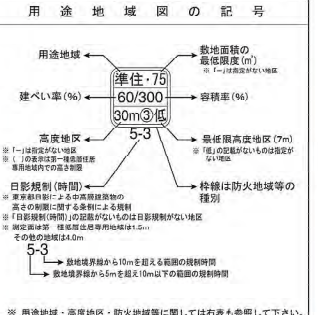 用途地域図の記号
用途地域
敷地面積の
最低限度(㎡)
※「−」は指定がない地区
準住・75
建ぺい率(%)
60/300
容積率(%)
30m③低
高度地区
5-3
最低限高度地区(7m)
※「−」は指定がない地区
※( )の表示は第一種低層住居
専用地域内での高さ制限
※「低」の記載がないものは指定が
ない地区
日影規制(時間)
枠線は防火地域等の
種別
※ 東京都日影による中高層建築物の
高さの制限に関する条例による規制
※「日影規制(時間)」の記載がないものは日影規制がない地区
※ 測定面は第一種低層住居専用地域は1.5m
その他の地域は4.0m
5-3
敷地境界線から10mを超える範囲の規制時間
敷地境界線から5mを超え10m以下の範囲の規制時間
※ 用途地域・高度地区・防火地域等に関しては右表も参照して下さい。